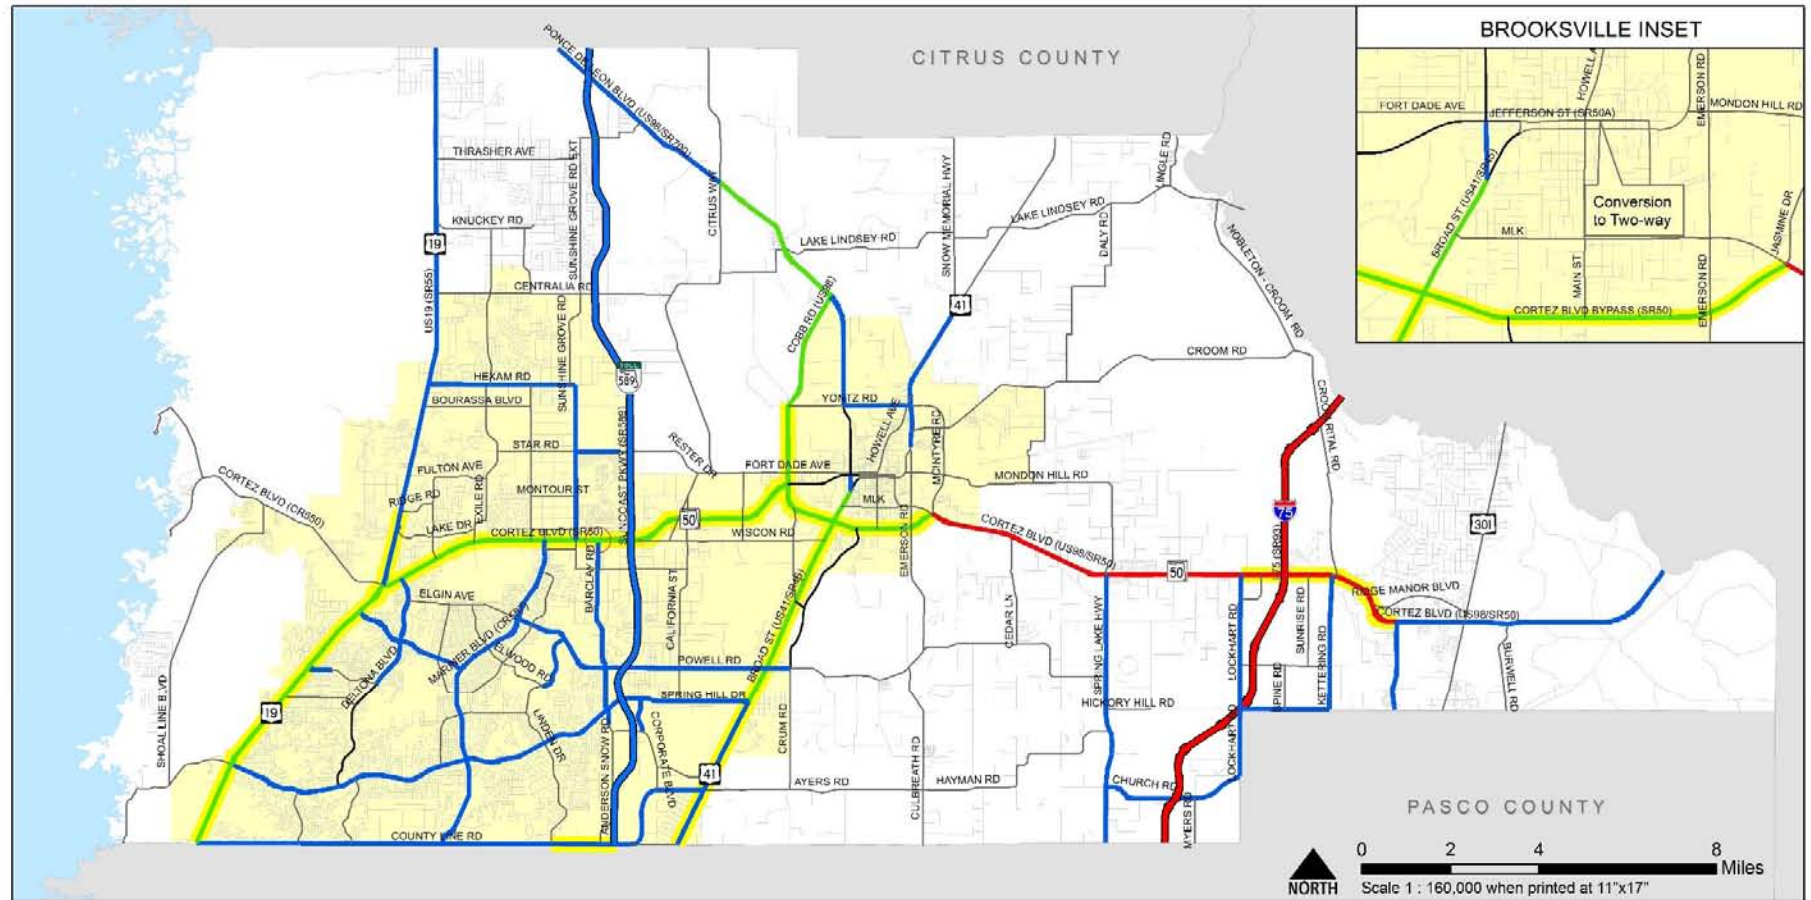 BROOKSVILLE INSET
CITRUS COUNTY
PONCE DE LEON BLVD (US98/SR700)
THRASHER AVE
SUNSHINE GROVE RD EXT
CITRUS WAY
SNOW MEMORIAL HWY
LINGLE RD
FORT DADE AVE
JEFFERSON ST (SR50A)
EMERSON RD
MONDON HILL RD
Conversion
to Two-way
BROAD ST (US41/SR45)
MLK
MAIN ST
JASMINE DR
EMERSON RD
CORTEZ BLVD BYPASS (SR50)
KNUCKEY RD
LAKE LINDSEY RD
LAKE LINDSEY RD
DALY RD
NOBLETON-CROOM RD
19
US19 (SR55)
CENTRALIA RD
SUNSHINE GROVE RD
COBB RD (US98)
41
CROOM RD
TOLL
589
HEXAM RD
BOURASSA BLVD
YONTZ RD
HOWELL AVE
MCINTYRE RD
CROOM RITAL RD
STAR RD
SUNCOAST PKWY (SR589)
RESTER DR
FULTON AVE
FORT DADE AVE
MONDON HILL RD
CORTEZ BLVD (CR550)
RIDGE RD
EXILE RD
MONTOUR ST
LAKE DR
MLK
CORTEZ BLVD (SR50)
50
WISCON RD
EMERSON RD
CORTEZ BLVD (US98/SR50)
75
301
50
I-75 (SR93)
RIDGE MANOR BLVD
CORTEZ BLVD (US98/SR50)
ELGIN AVE
BARCLAY RD
CALIFORNIA ST
BROAD ST (US41/SR45)
CEDAR LN
SPRING LAKE HWY
LOCKHART RD
SUNRISE RD
KETTERING RD
BURWELL RD
ELWOOD RD
POWELL RD
DELTONA BLVD
SPRING HILL DR
SPINE RD
HICKORY HILL RD
19
SHOAL LINE BLVD
LINDEN DR
ANDERSON SNOW RD
CORPORATE BLVD
CRUM RD
CULBREATH RD
LOCKHART RD
41
AYERS RD
HAYMAN RD
CHURCH RD
MYERS RD
COUNTY LINE RD
PASCO COUNTY
0 2 4 8 Miles
NORTH
Scale 1 : 160,000 when printed at 11"x17"